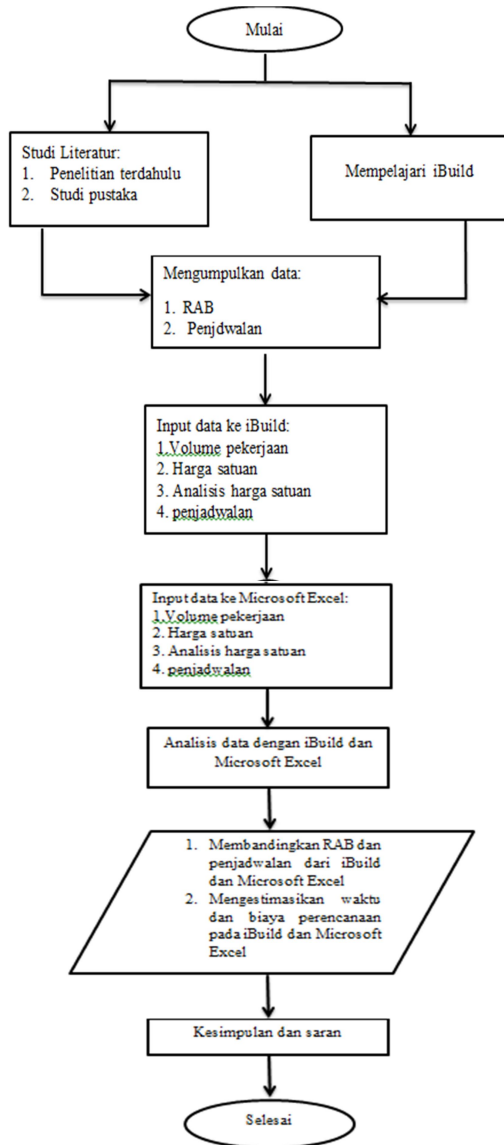 Mulai
Studi Literatur:
1. Penelitian terdahulu
2. Studi pustaka
Mempelajari iBuild
Mengumpulkan data:
1. RAB
2. Penjdwalan
Input data ke iBuild:
1.Volume pekerjaan
2. Harga satuan
3. Analisis harga satuan
4. penjadwalan
Input data ke Microsoft Excel:
1.Volume pekerjaan
2. Harga satuan
3. Analisis harga satuan
4. penjadwalan
Analisis data dengan iBuild dan
Microsoft Excel
1. Membandingkan RAB dan
penjadwalan dari iBuild
dan Microsoft Excel
2. Mengestimasikan waktu
dan biaya perencanaan
pada iBuild dan Microsoft
Excel
Kesimpulan dan saran
Selesai